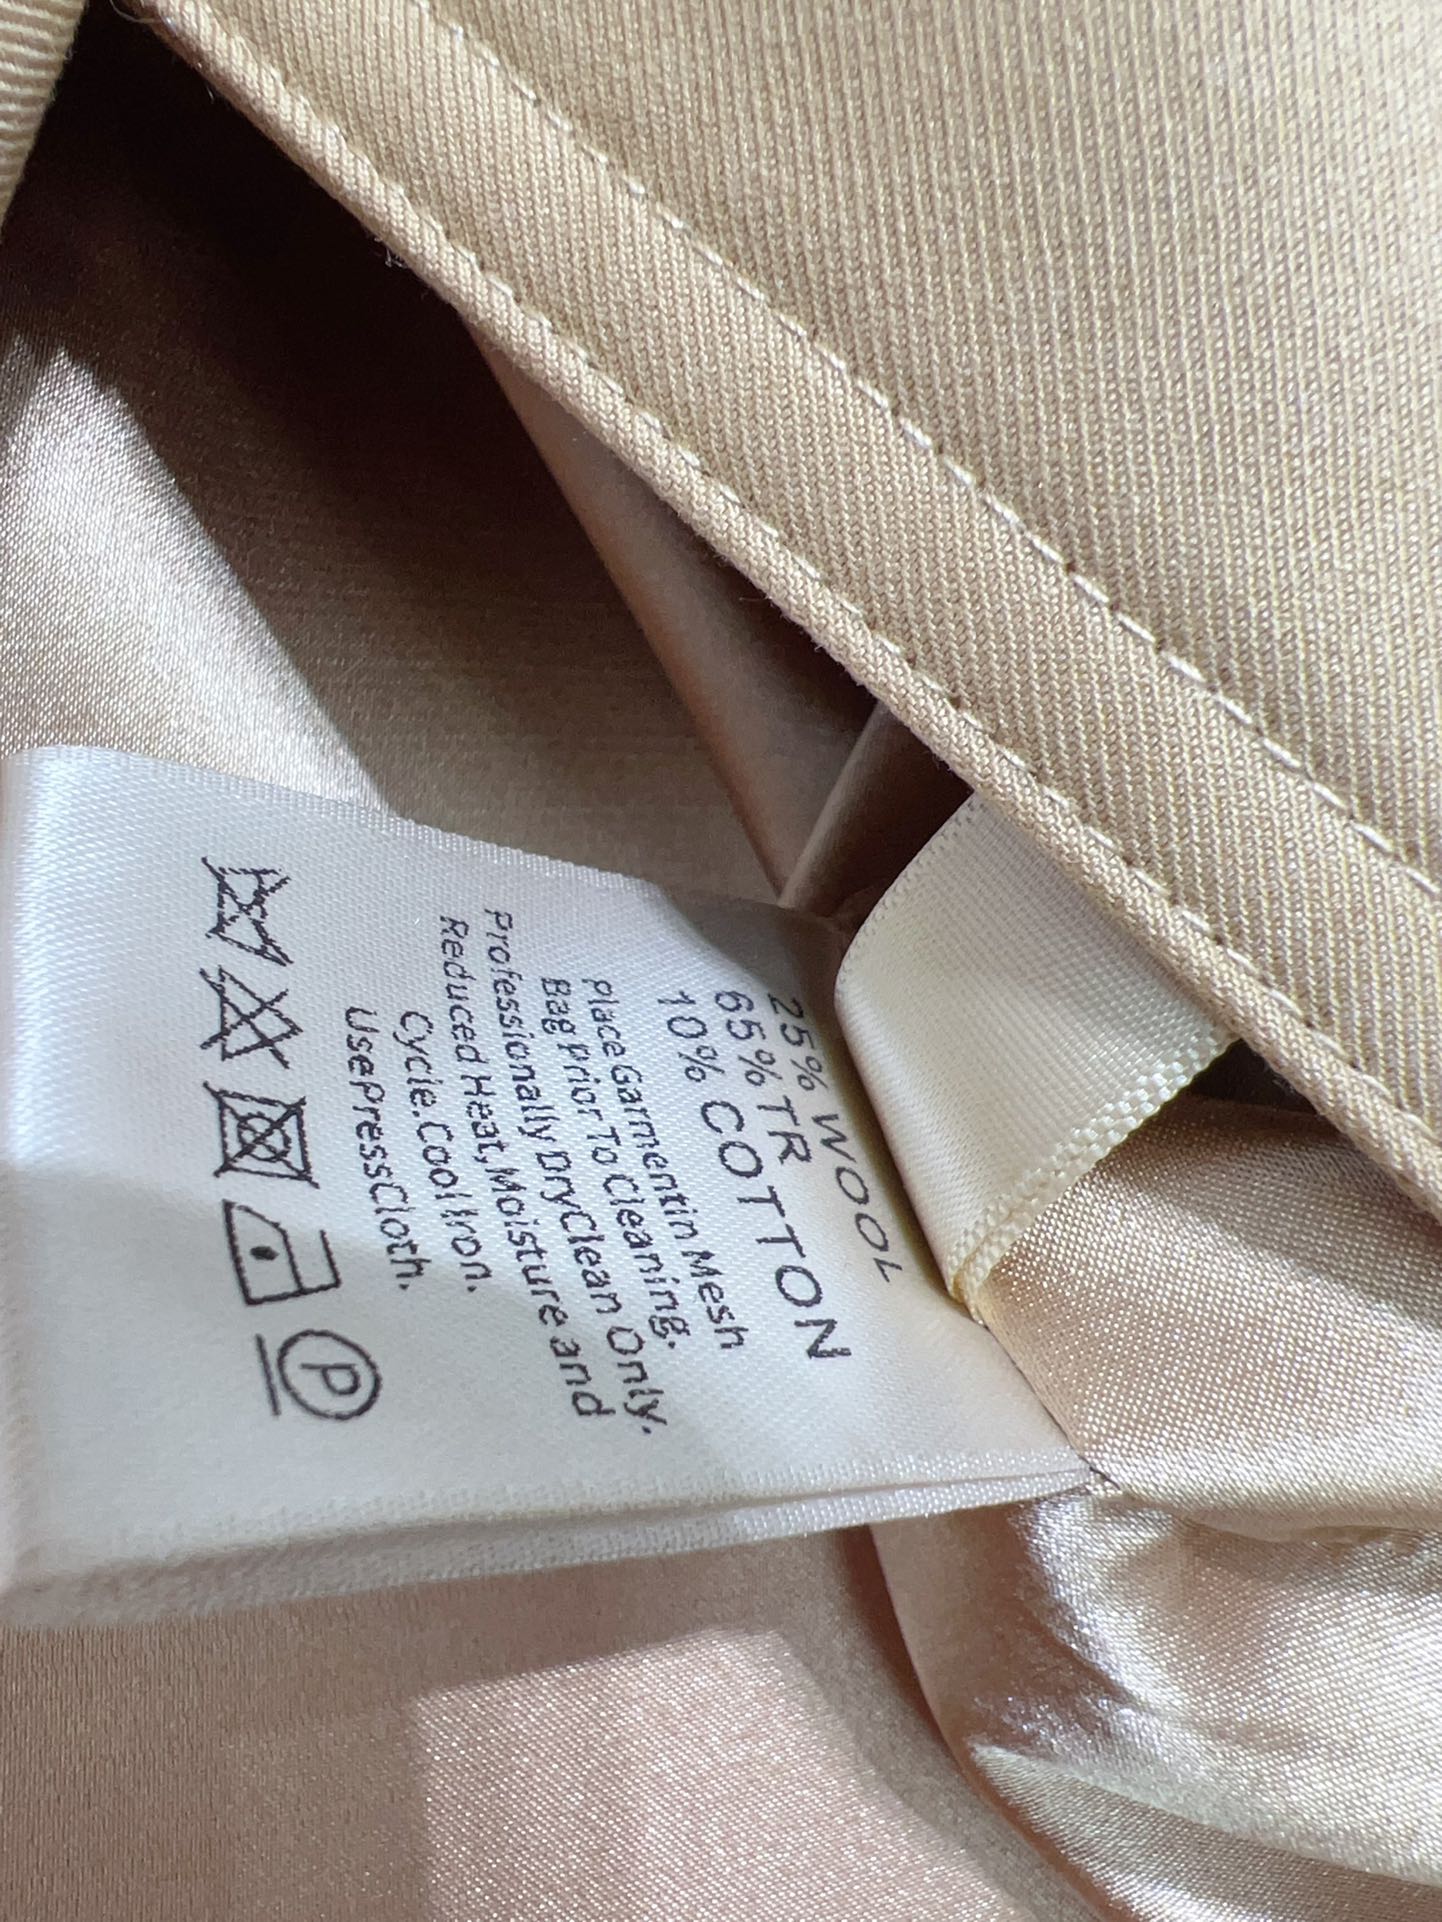 25% WOOL
65% TR
10% COTTON
Place Garmentin Mesh
Bag Prior To Cleaning.
Professionally DryClean Only.
Reduced Heat,Moisture and
Cycle.Cool Iron.
UsePressCloth.
P